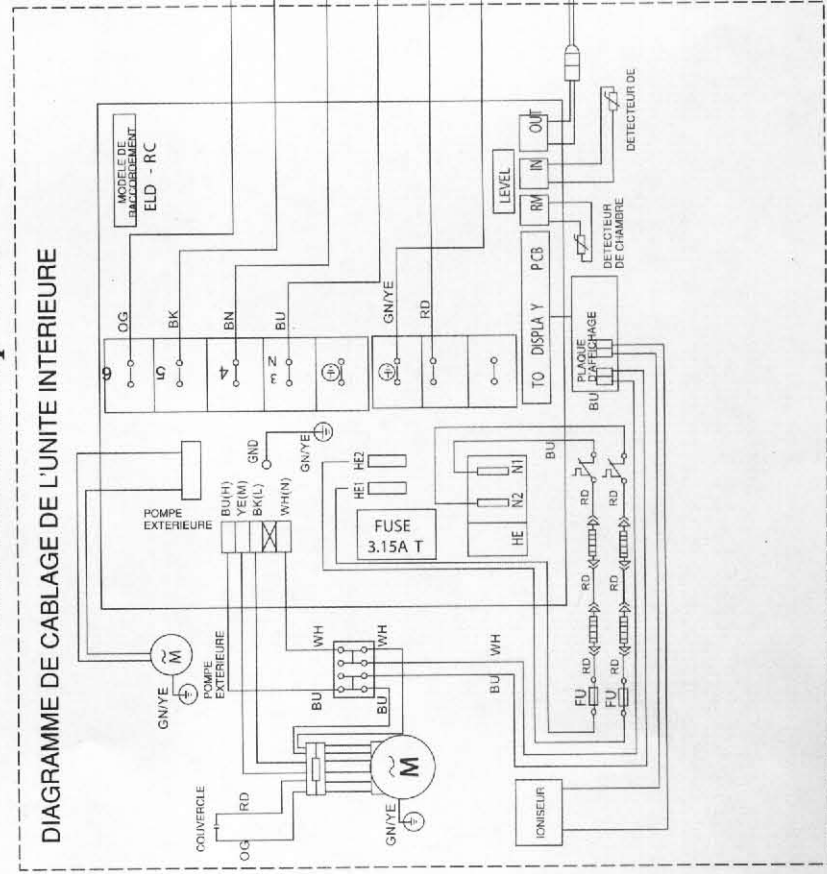 DIAGRAMME DE CABLAGE DE L'UNITE INTERIEURE
MODELE DE
RACCORDEMENT
ELD - RC
OG
BK
BN
BU
GN/YE
RD
6
5
4
3 N
POMPE
EXTERIEURE
GND
GN/YE
BU(H)
YE(M)
BK(L)
WH(N)
HE1
HE2
FUSE
3.15A T
N2
N1
HE
TO DISPLAY PCB
LEVEL
RM
IN
OUT
DETECTEUR
DE CHAMBRE
DETECTEUR DE
PLAQUE
D'AFFICHAGE
BU
BU
M
GN/YE
POMPE
EXTERIEURE
WH
WH
BU
BU
WH
BU
COUVERCLE
RD
OG
M
GN/YE
IONISEUR
FU
RD
RD
RD
FU
RD
RD
RD